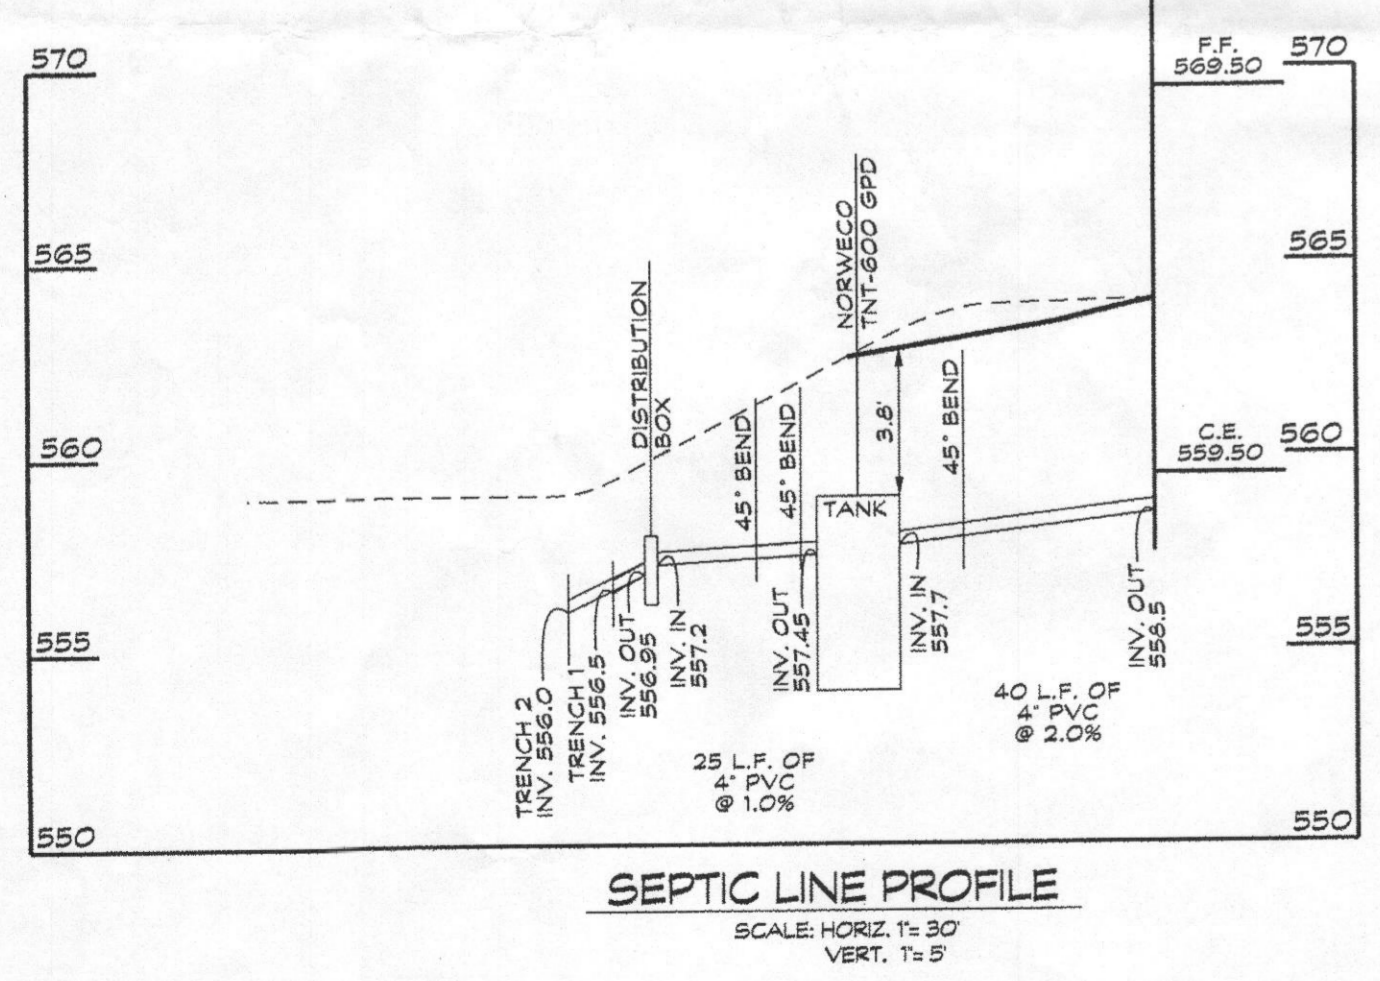 570
565
560
555
550
F.F.
569.50
570
565
C.E.
559.50
560
555
550
DISTRIBUTION
BOX
45° BEND
45° BEND
NORWECO
TNT-600 GPD
3.8'
45° BEND
TANK
TRENCH 2
INV. 556.0
TRENCH 1
INV. 556.5
INV. OUT
556.95
INV. IN
557.2
INV. OUT
557.45
INV. IN
557.7
INV. OUT
558.5
25 L.F. OF
4" PVC
@ 1.0%
40 L.F. OF
4" PVC
@ 2.0%
SEPTIC LINE PROFILE
SCALE: HORIZ. 1"= 30'
VERT. 1"= 5'